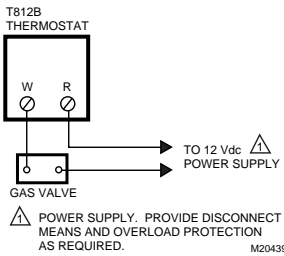 T812B
THERMOSTAT
W R
TO 12 Vdc 1
POWER SUPPLY
GAS VALVE
1 POWER SUPPLY. PROVIDE DISCONNECT
MEANS AND OVERLOAD PROTECTION
AS REQUIRED.
M20439